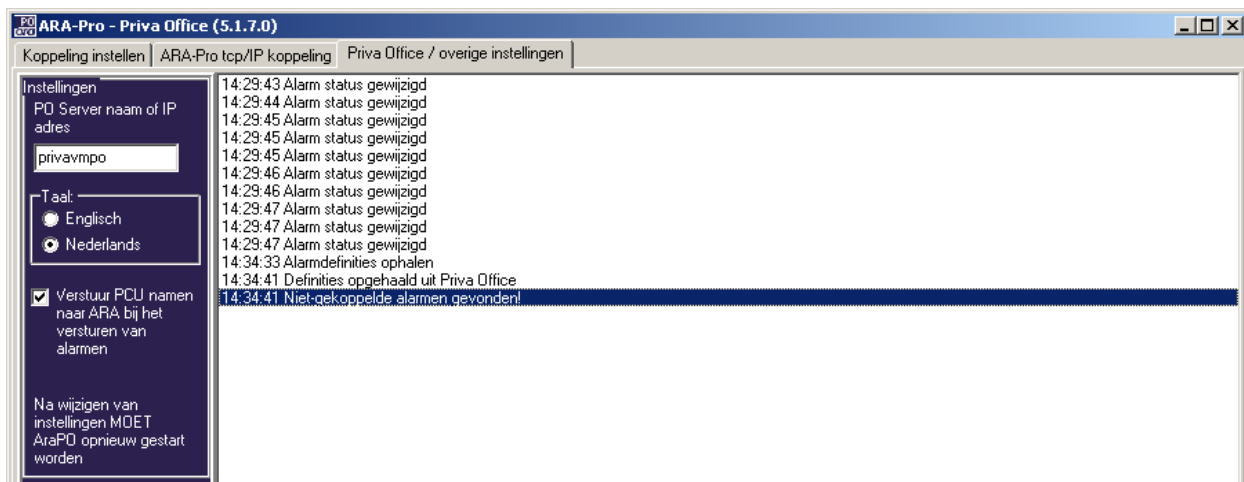 PO ara ARA-Pro - Priva Office (5.1.7.0)
Koppeling instellen ARA-Pro tcp/IP koppeling Priva Office / overige instellingen
Instellingen
PO Server naam of IP
adres
privavmpo
Taal:
Englisch
Nederlands
Verstuur PCU namen
naar ARA bij het
versturen van
alarmen
Na wijzigen van
instellingen MOET
AraPO opnieuw gestart
worden
14:29:43 Alarm status gewijzigd
14:29:44 Alarm status gewijzigd
14:29:45 Alarm status gewijzigd
14:29:45 Alarm status gewijzigd
14:29:45 Alarm status gewijzigd
14:29:46 Alarm status gewijzigd
14:29:46 Alarm status gewijzigd
14:29:47 Alarm status gewijzigd
14:29:47 Alarm status gewijzigd
14:29:47 Alarm status gewijzigd
14:34:33 Alarmdefinities ophalen
14:34:41 Definities opgehaald uit Priva Office
14:34:41 Niet-gekoppelde alarmen gevonden!